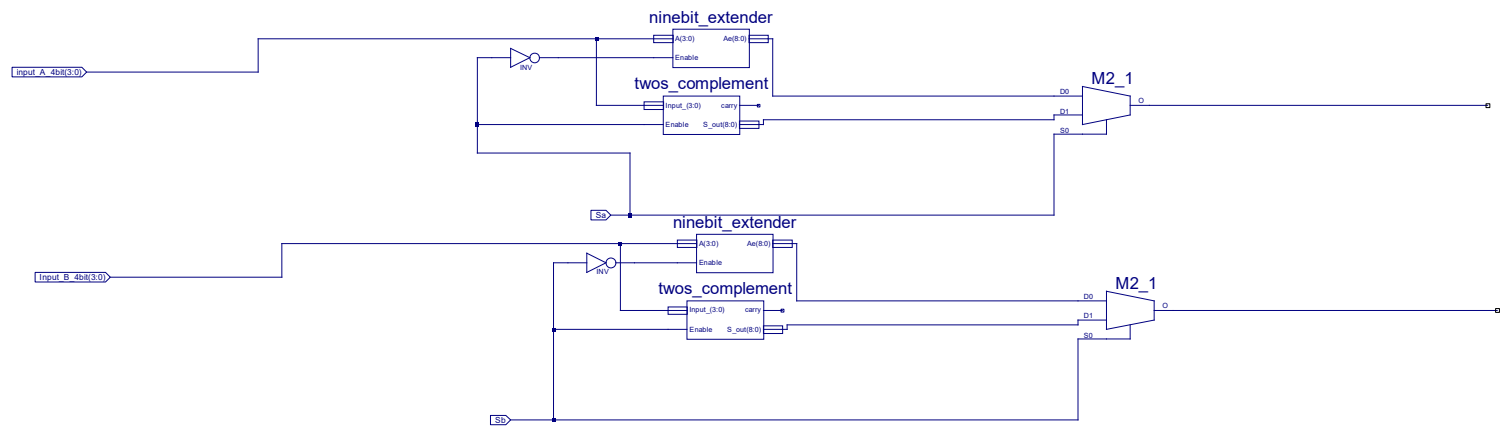 ninebit_extender
input_A_4bit(3:0)
A(3:0)
Ae(8:0)
Enable
INV
twos_complement
Input_(3:0)
carry
Enable
S_out(8:0)
M2_1
D0
D1
S0
O
Sa
ninebit_extender
Input_B_4bit(3:0)
A(3:0)
Ae(8:0)
Enable
INV
twos_complement
Input_(3:0)
carry
Enable
S_out(8:0)
M2_1
D0
D1
S0
O
Sb